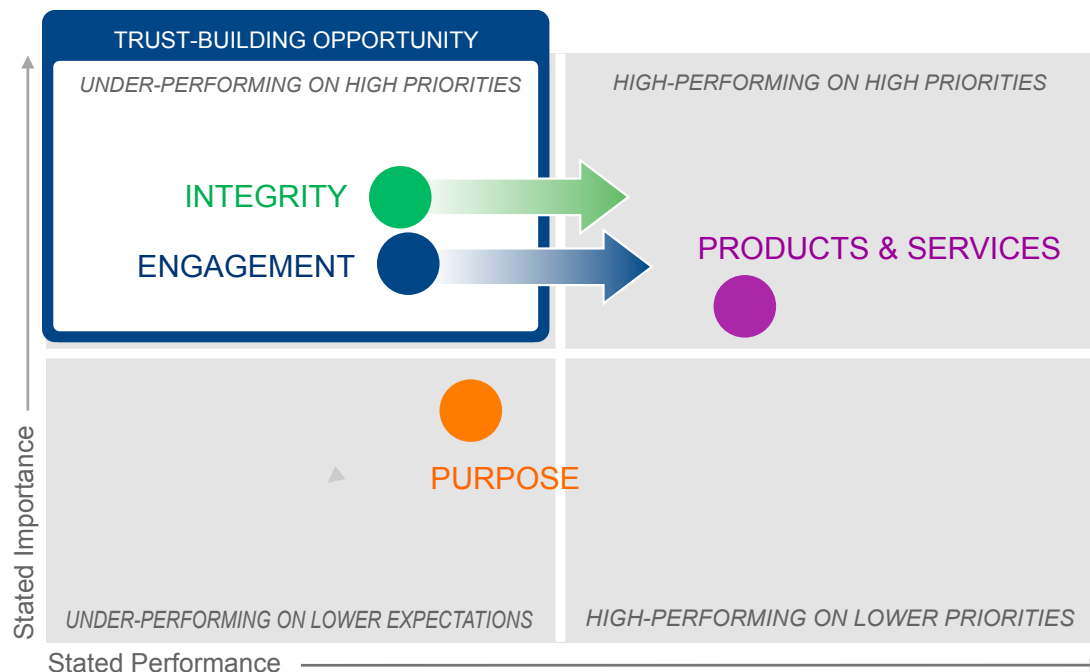 TRUST-BUILDING OPPORTUNITY
UNDER-PERFORMING ON HIGH PRIORITIES
HIGH-PERFORMING ON HIGH PRIORITIES
INTEGRITY
ENGAGEMENT
PRODUCTS & SERVICES
PURPOSE
UNDER-PERFORMING ON LOWER EXPECTATIONS
HIGH-PERFORMING ON LOWER PRIORITIES
Stated Importance
Stated Performance